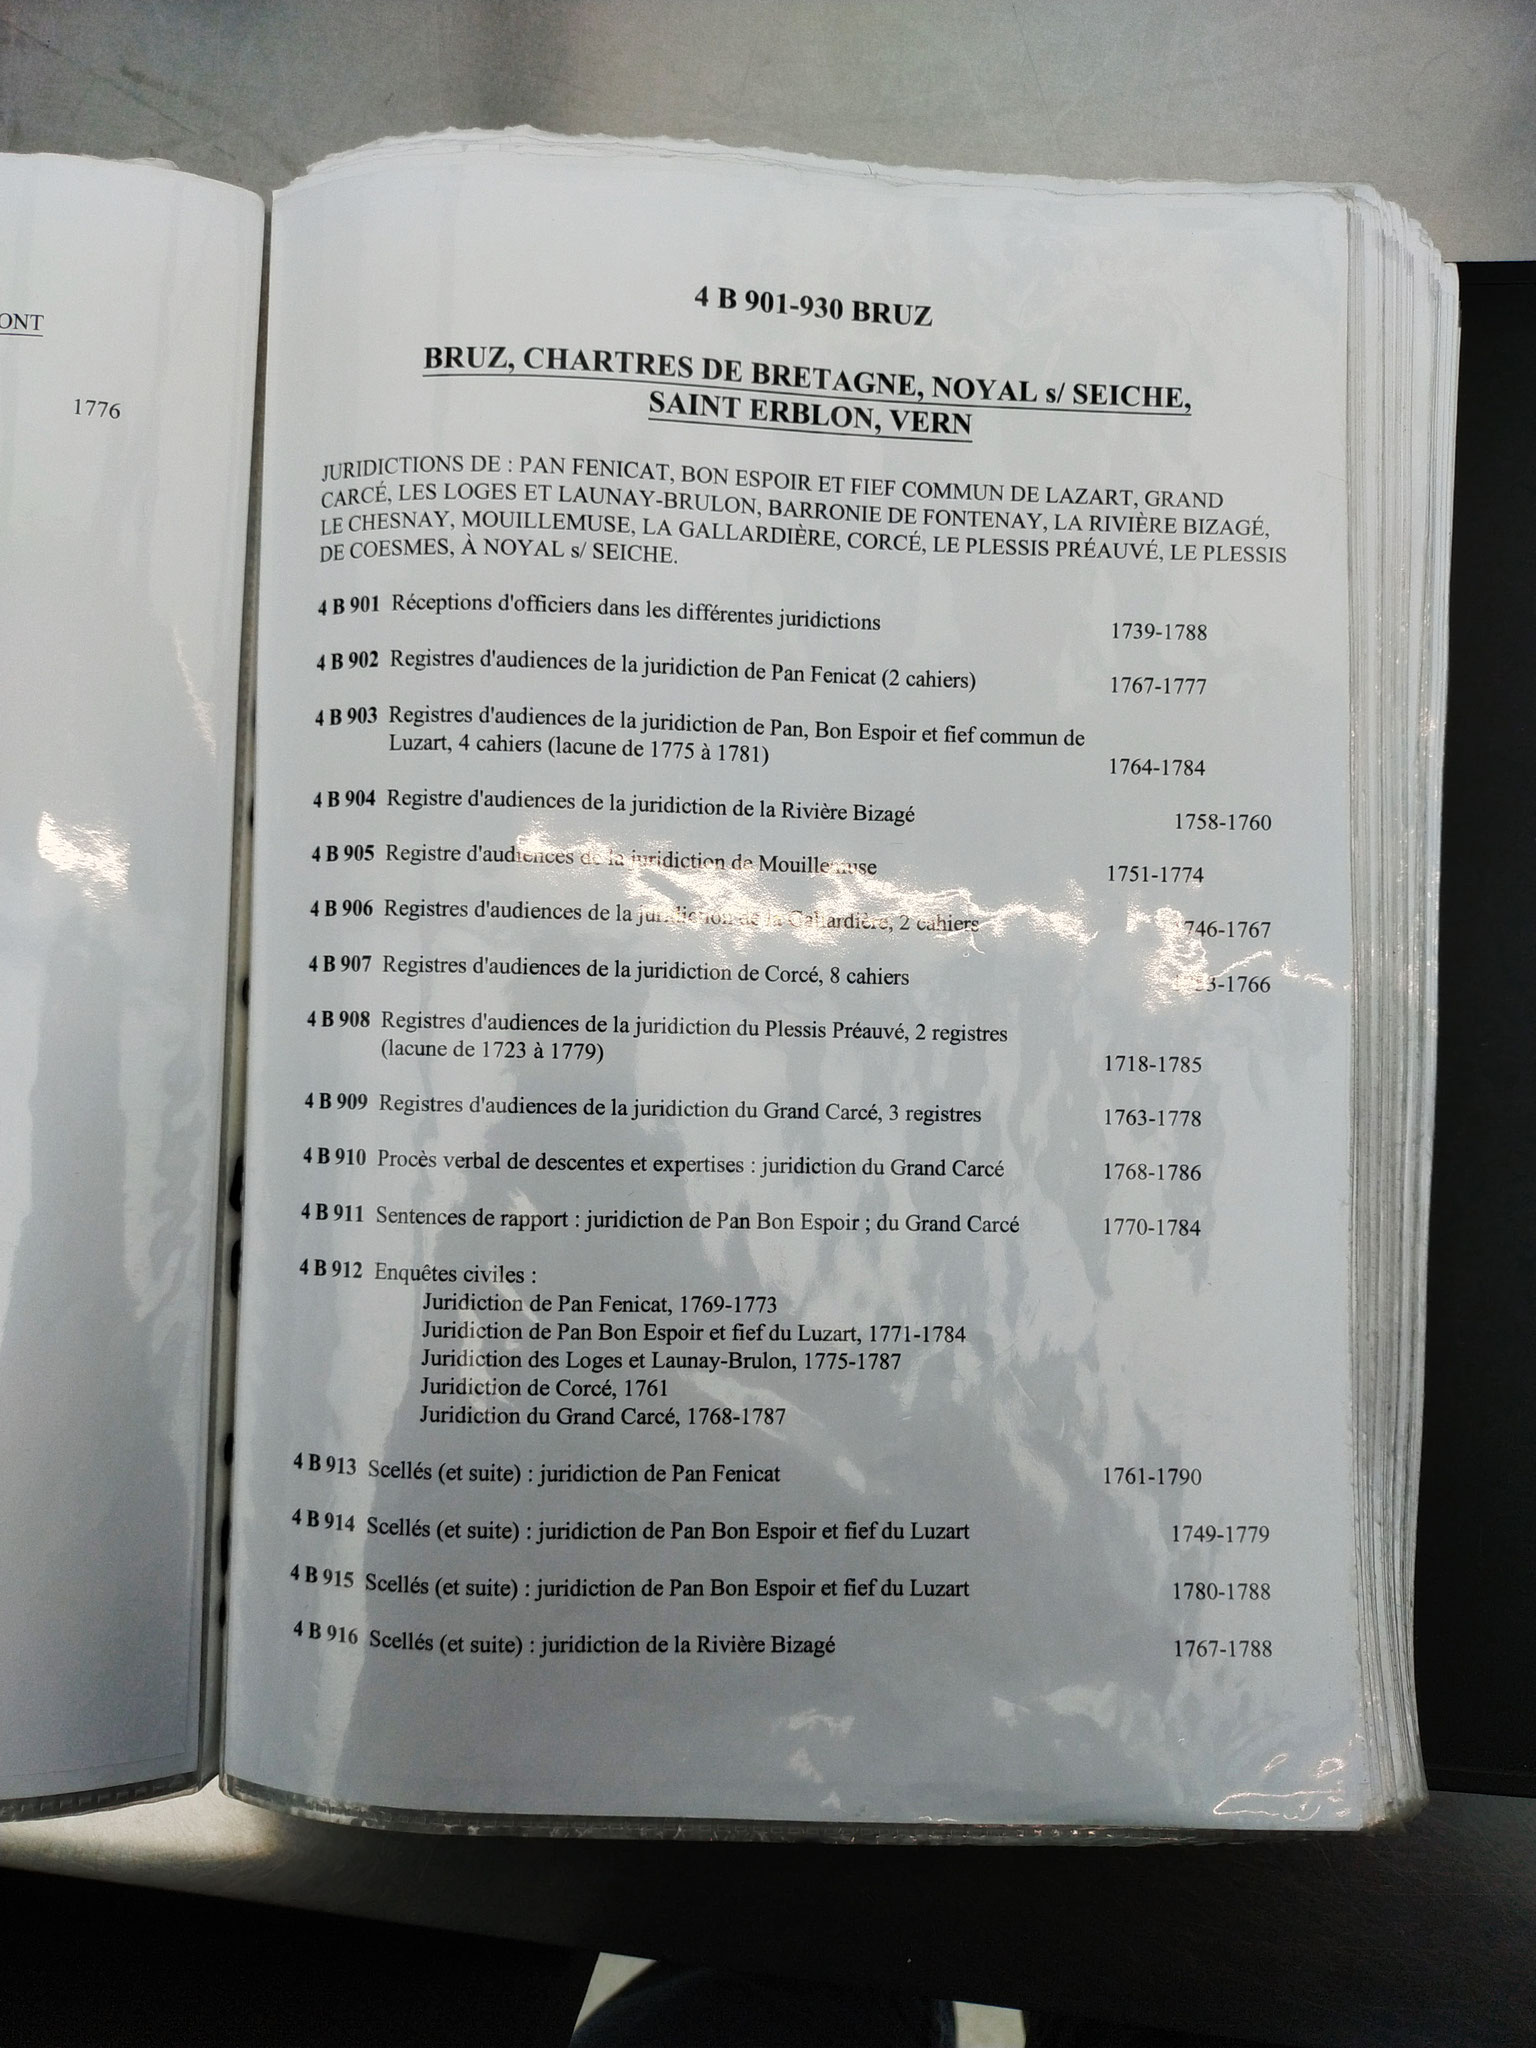 ONT
1776
4 B 901-930 BRUZ
BRUZ, CHARTRES DE BRETAGNE, NOYAL s/ SEICHE,
SAINT ERBLON, VERN
JURIDICTIONS DE : PAN FENICAT, BON ESPOIR ET FIEF COMMUN DE LAZART, GRAND
CARCÉ, LES LOGES ET LAUNAY-BRULON, BARRONIE DE FONTENAY, LA RIVIÈRE BIZAGÉ,
LE CHESNAY, MOUILLEMUSE, LA GALLARDIÈRE, CORCÉ, LE PLESSIS PRÉAUVÉ, LE PLESSIS
DE COESMES, À NOYAL s/ SEICHE.
4 B 901 Réceptions d'officiers dans les différentes juridictions 1739-1788
4 B 902 Registres d'audiences de la juridiction de Pan Fenicat (2 cahiers) 1767-1777
4 B 903 Registres d'audiences de la juridiction de Pan, Bon Espoir et fief commun de
Luzart, 4 cahiers (lacune de 1775 à 1781) 1764-1784
4 B 904 Registre d'audiences de la juridiction de la Rivière Bizagé 1758-1760
4 B 905 Registre d'audiences de la juridiction de Mouillemuse 1751-1774
4 B 906 Registres d'audiences de la juridiction de la Gallardière, 2 cahiers 746-1767
4 B 907 Registres d'audiences de la juridiction de Corcé, 8 cahiers -1766
4 B 908 Registres d'audiences de la juridiction du Plessis Préauvé, 2 registres
(lacune de 1723 à 1779) 1718-1785
4 B 909 Registres d'audiences de la juridiction du Grand Carcé, 3 registres 1763-1778
4 B 910 Procès verbal de descentes et expertises : juridiction du Grand Carcé 1768-1786
4 B 911 Sentences de rapport : juridiction de Pan Bon Espoir ; du Grand Carcé 1770-1784
4 B 912 Enquêtes civiles :
Juridiction de Pan Fenicat, 1769-1773
Juridiction de Pan Bon Espoir et fief du Luzart, 1771-1784
Juridiction des Loges et Launay-Brulon, 1775-1787
Juridiction de Corcé, 1761
Juridiction du Grand Carcé, 1768-1787
4 B 913 Scellés (et suite) : juridiction de Pan Fenicat 1761-1790
4 B 914 Scellés (et suite) : juridiction de Pan Bon Espoir et fief du Luzart 1749-1779
4 B 915 Scellés (et suite) : juridiction de Pan Bon Espoir et fief du Luzart 1780-1788
4 B 916 Scellés (et suite) : juridiction de la Rivière Bizagé 1767-1788